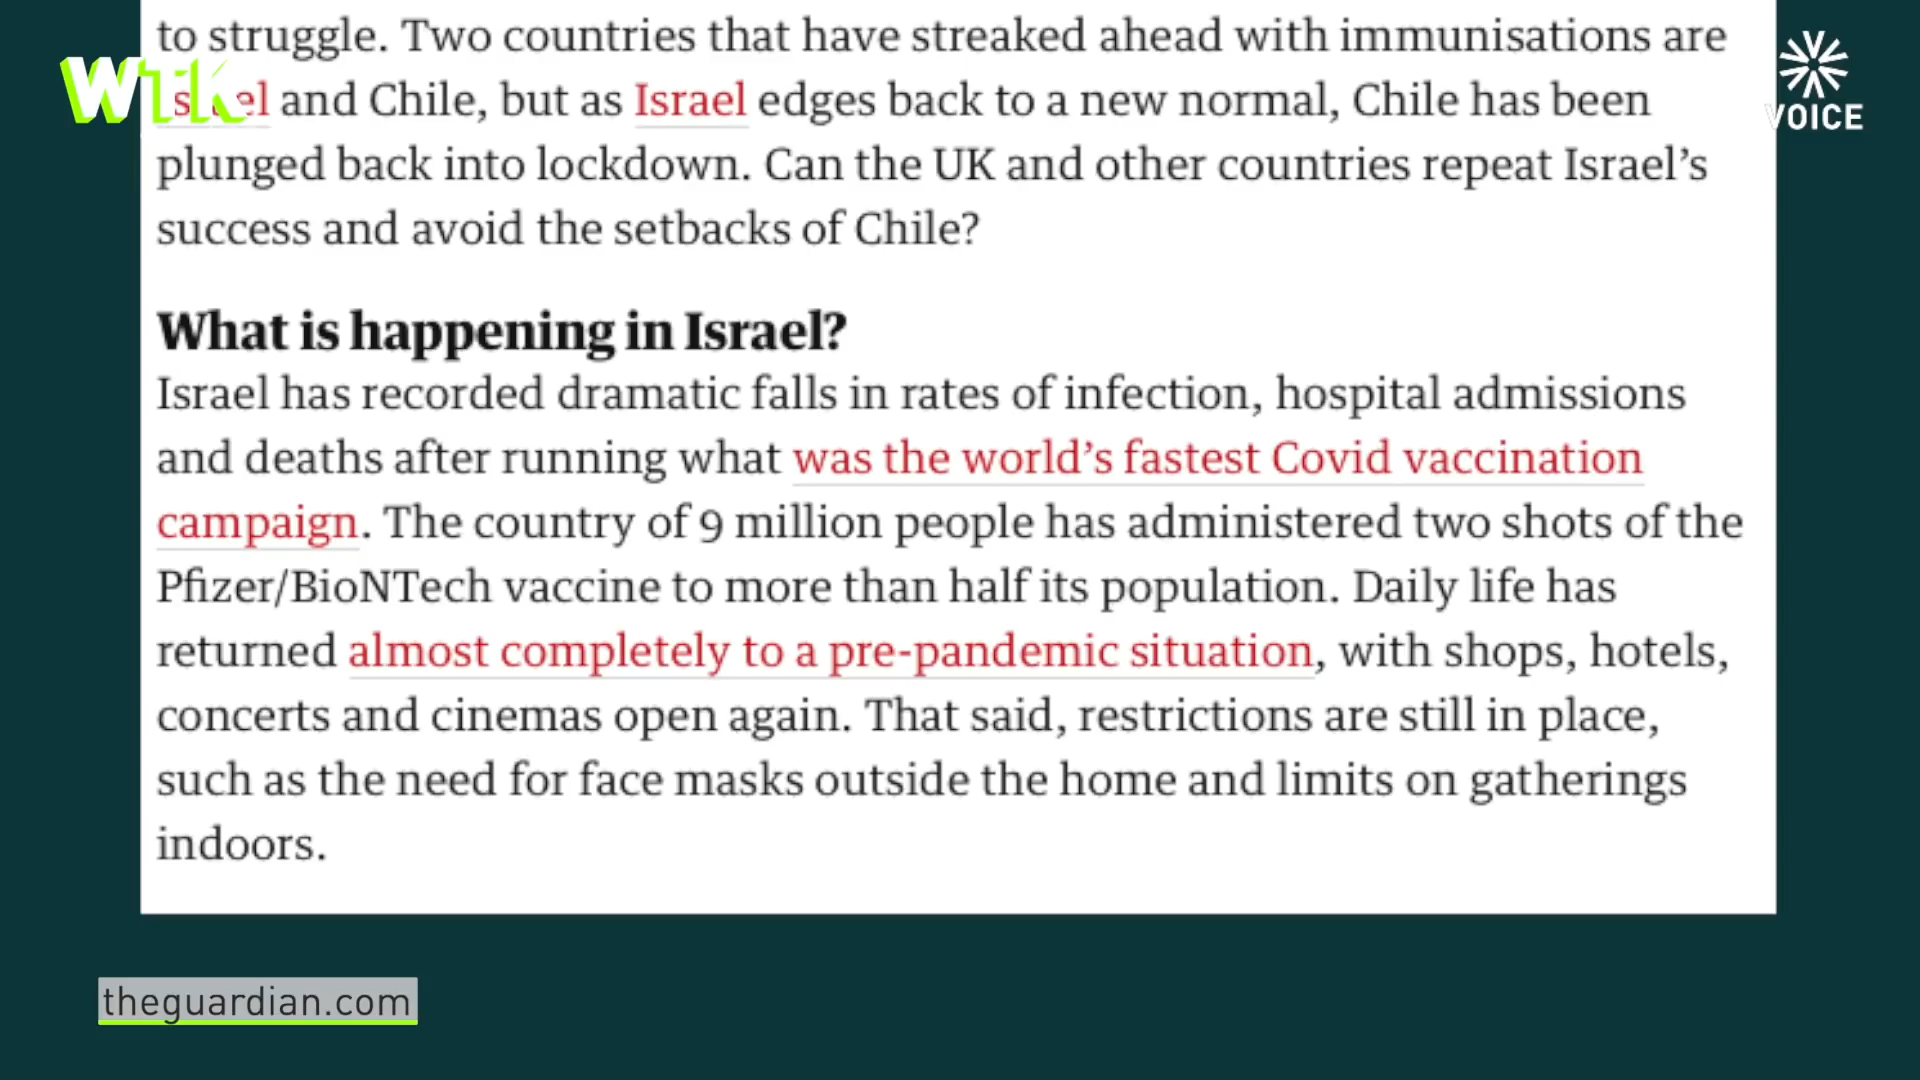 to struggle. Two countries that have streaked ahead with immunisations are
WTK
Israel and Chile, but as Israel edges back to a new normal, Chile has been
VOICE
plunged back into lockdown. Can the UK and other countries repeat Israel’s
success and avoid the setbacks of Chile?
What is happening in Israel?
Israel has recorded dramatic falls in rates of infection, hospital admissions
and deaths after running what was the world’s fastest Covid vaccination
campaign. The country of 9 million people has administered two shots of the
Pfizer/BioNTech vaccine to more than half its population. Daily life has
returned almost completely to a pre-pandemic situation, with shops, hotels,
concerts and cinemas open again. That said, restrictions are still in place,
such as the need for face masks outside the home and limits on gatherings
indoors.
theguardian.com